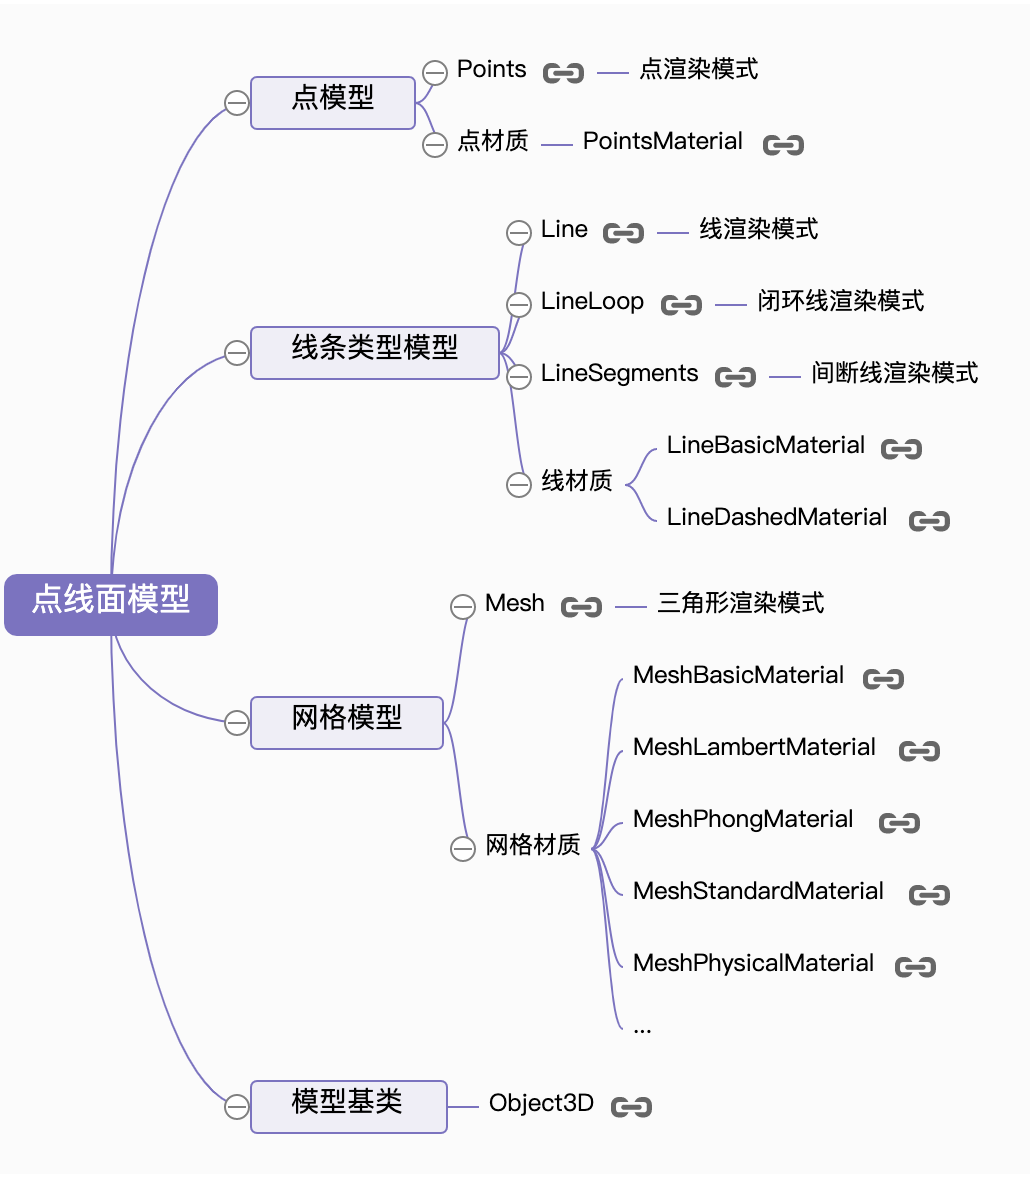 点线面模型
点模型
Points
点渲染模式
点材质
PointsMaterial
线条类型模型
Line
线渲染模式
LineLoop
闭环线渲染模式
LineSegments
间断线渲染模式
线材质
LineBasicMaterial
LineDashedMaterial
网格模型
Mesh
三角形渲染模式
网格材质
MeshBasicMaterial
MeshLambertMaterial
MeshPhongMaterial
MeshStandardMaterial
MeshPhysicalMaterial
...
模型基类
Object3D